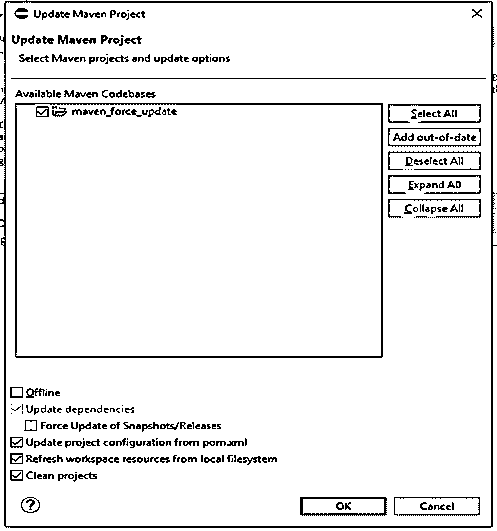 Update Maven Project
Update Maven Project
Select Maven projects and update options
Available Maven Codebases
maven_force_update
Select All
Add out-of-date
Deselect All
Expand All
Collapse All
Offline
Update dependencies
Force Update of Snapshots/Releases
Update project configuration from pom.xml
Refresh workspace resources from local filesystem
Clean projects
?
OK
Cancel